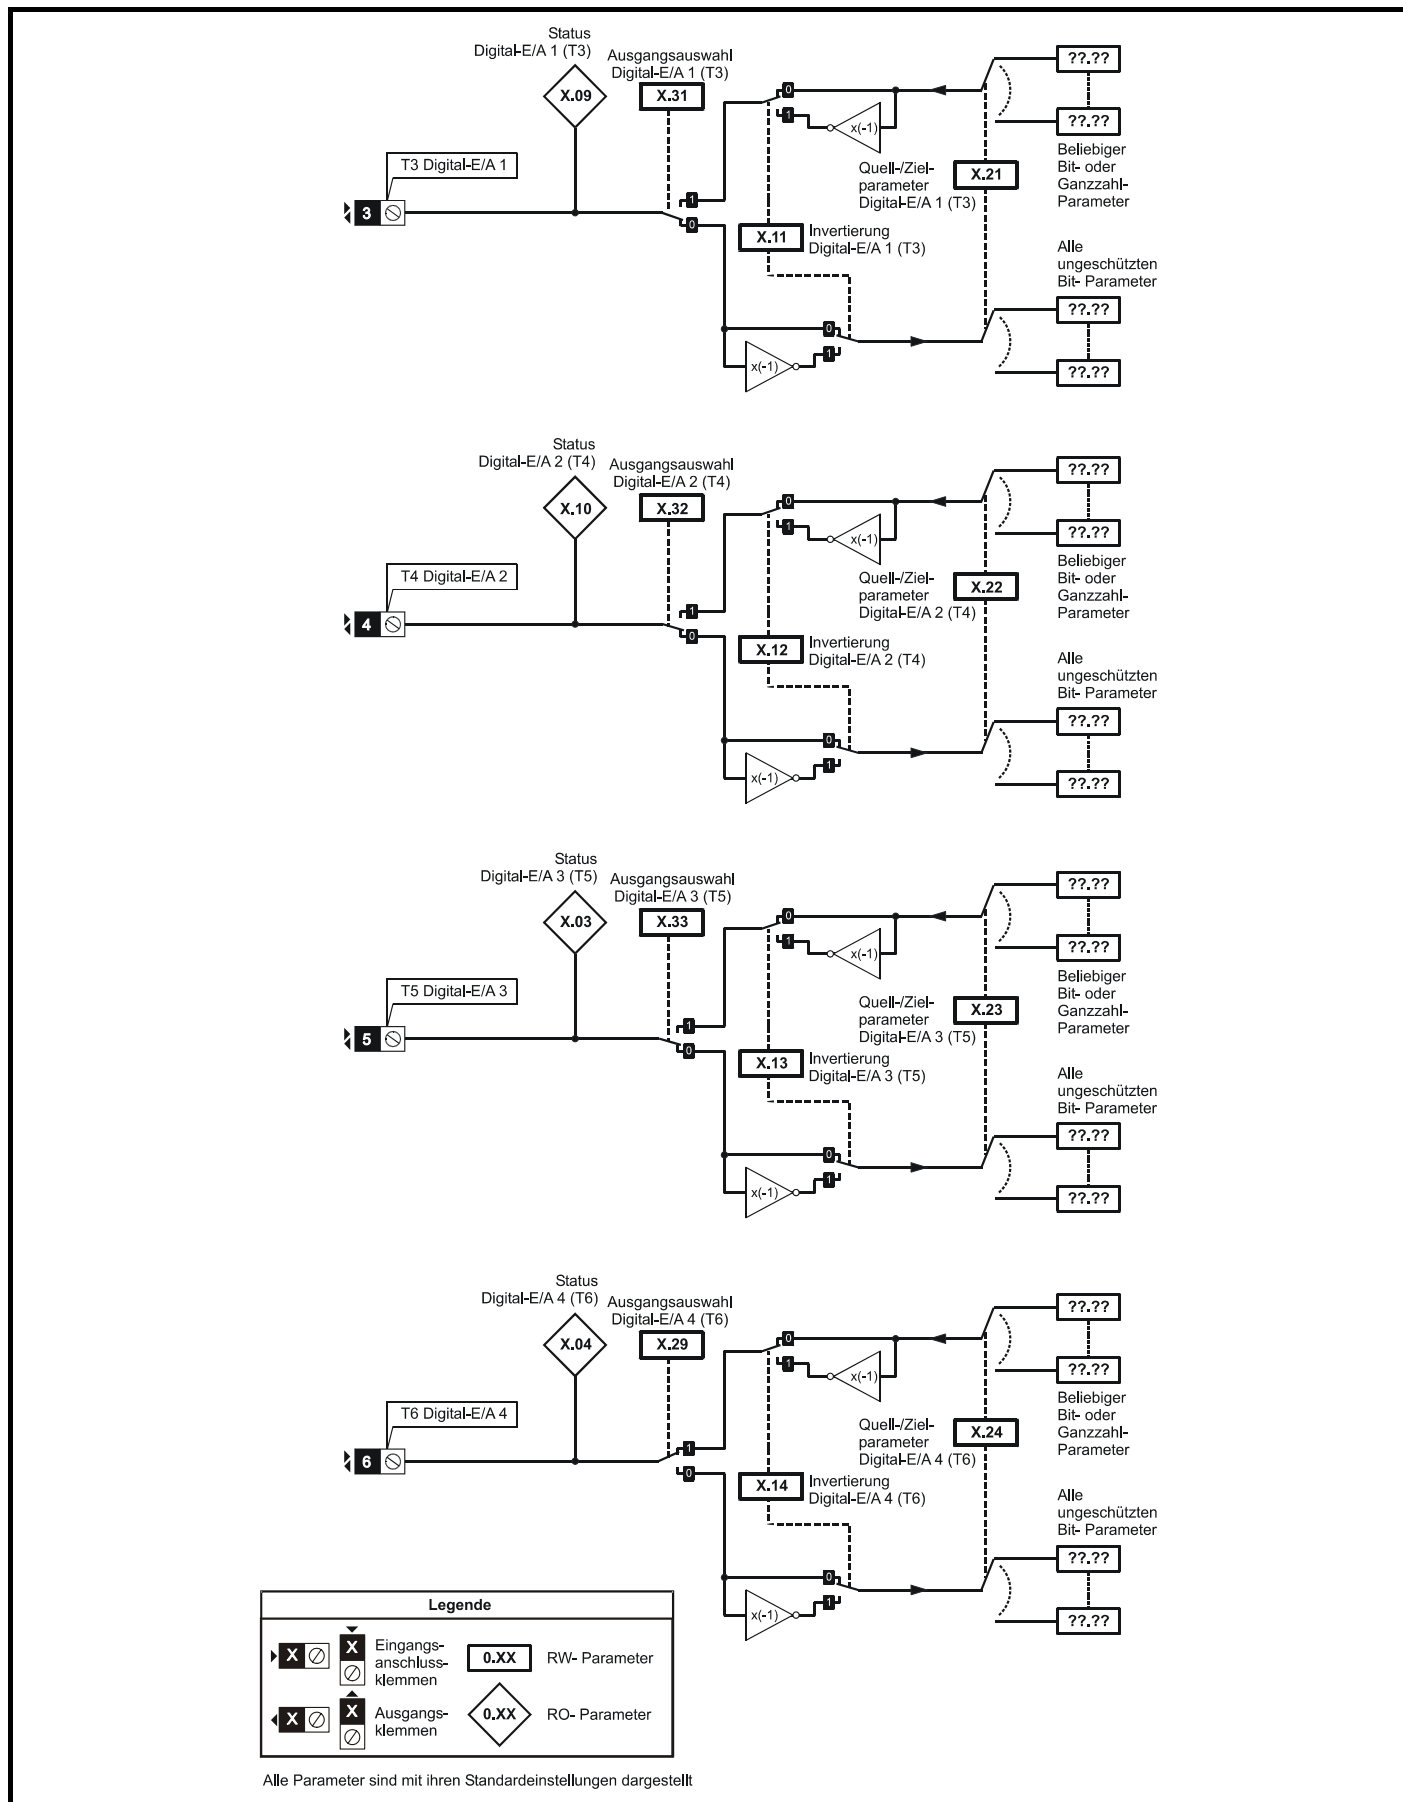 Status
Digital-E/A 1 (T3)
Ausgangsauswahl
Digital-E/A 1 (T3)
X.09
X.31
0
1
x(-1)
??.??
??.??
T3 Digital-E/A 1
3
1
0
Quell-/Ziel-
parameter
Digital-E/A 1 (T3)
X.21
Beliebiger
Bit- oder
Ganzzahl-
Parameter
X.11
Invertierung
Digital-E/A 1 (T3)
Alle
ungeschützten
Bit- Parameter
0
1
x(-1)
??.??
??.??
Status
Digital-E/A 2 (T4)
Ausgangsauswahl
Digital-E/A 2 (T4)
X.10
X.32
0
1
x(-1)
??.??
??.??
T4 Digital-E/A 2
4
1
0
Quell-/Ziel-
parameter
Digital-E/A 2 (T4)
X.22
Beliebiger
Bit- oder
Ganzzahl-
Parameter
X.12
Invertierung
Digital-E/A 2 (T4)
Alle
ungeschützten
Bit- Parameter
0
1
x(-1)
??.??
??.??
Status
Digital-E/A 3 (T5)
Ausgangsauswahl
Digital-E/A 3 (T5)
X.03
X.33
0
1
x(-1)
??.??
??.??
T5 Digital-E/A 3
5
1
0
Quell-/Ziel-
parameter
Digital-E/A 3 (T5)
X.23
Beliebiger
Bit- oder
Ganzzahl-
Parameter
X.13
Invertierung
Digital-E/A 3 (T5)
Alle
ungeschützten
Bit- Parameter
0
1
x(-1)
??.??
??.??
Status
Digital-E/A 4 (T6)
Ausgangsauswahl
Digital-E/A 4 (T6)
X.04
X.29
0
1
x(-1)
??.??
??.??
T6 Digital-E/A 4
6
1
0
Quell-/Ziel-
parameter
Digital-E/A 4 (T6)
X.24
Beliebiger
Bit- oder
Ganzzahl-
Parameter
X.14
Invertierung
Digital-E/A 4 (T6)
Alle
ungeschützten
Bit- Parameter
0
1
x(-1)
??.??
??.??
Legende
X
X
Eingangs-
anschluss-
klemmen
0.XX
RW- Parameter
X
X
Ausgangs-
klemmen
0.XX
RO- Parameter
Alle Parameter sind mit ihren Standardeinstellungen dargestellt